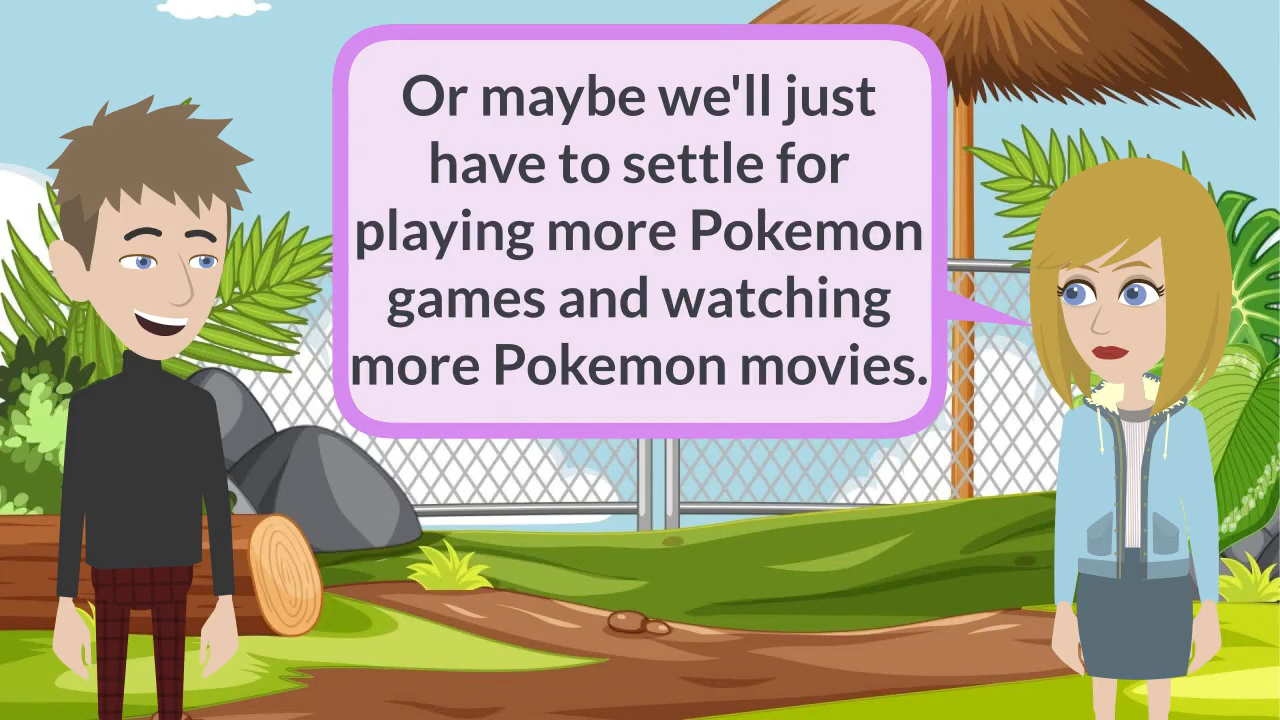 Or maybe we'll just
have to settle for
playing more Pokemon
games and watching
more Pokemon movies.